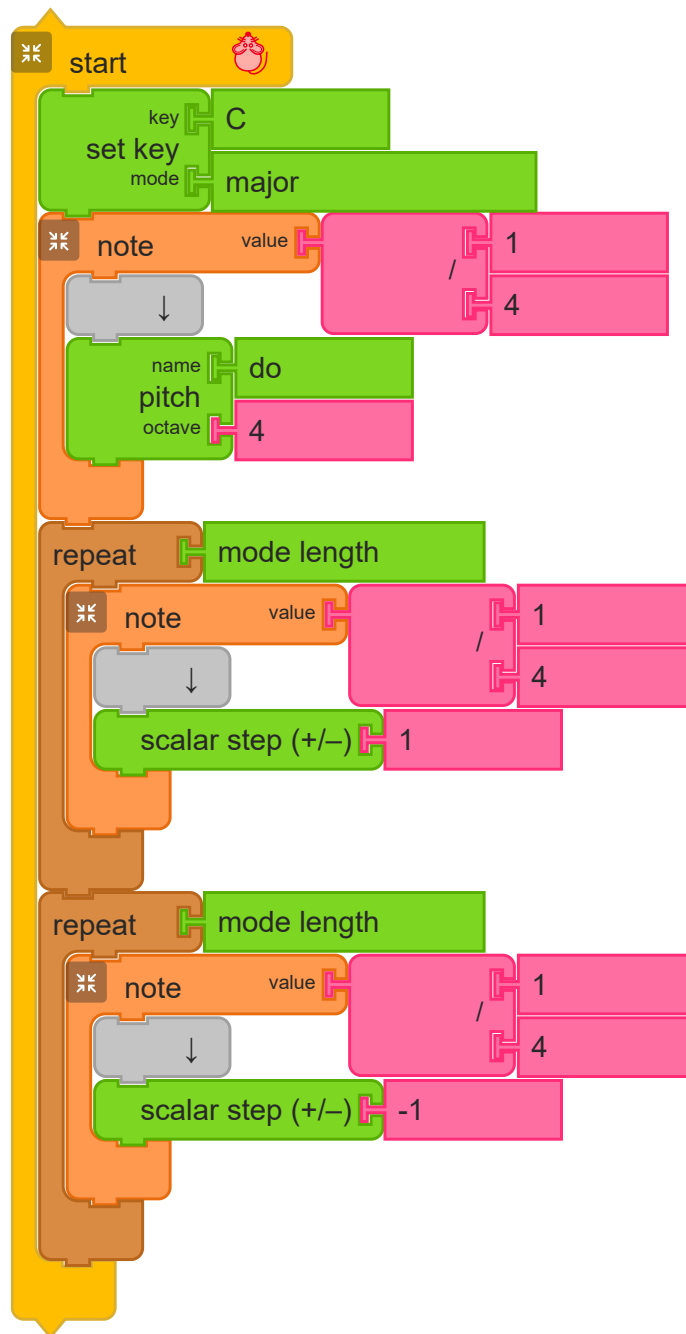 start
key C
set key
mode major
note value 1
/
4
↓
name do
pitch
octave 4
repeat mode length
note value 1
/
4
↓
scalar step (+/–) 1
repeat mode length
note value 1
/
4
↓
scalar step (+/–) -1